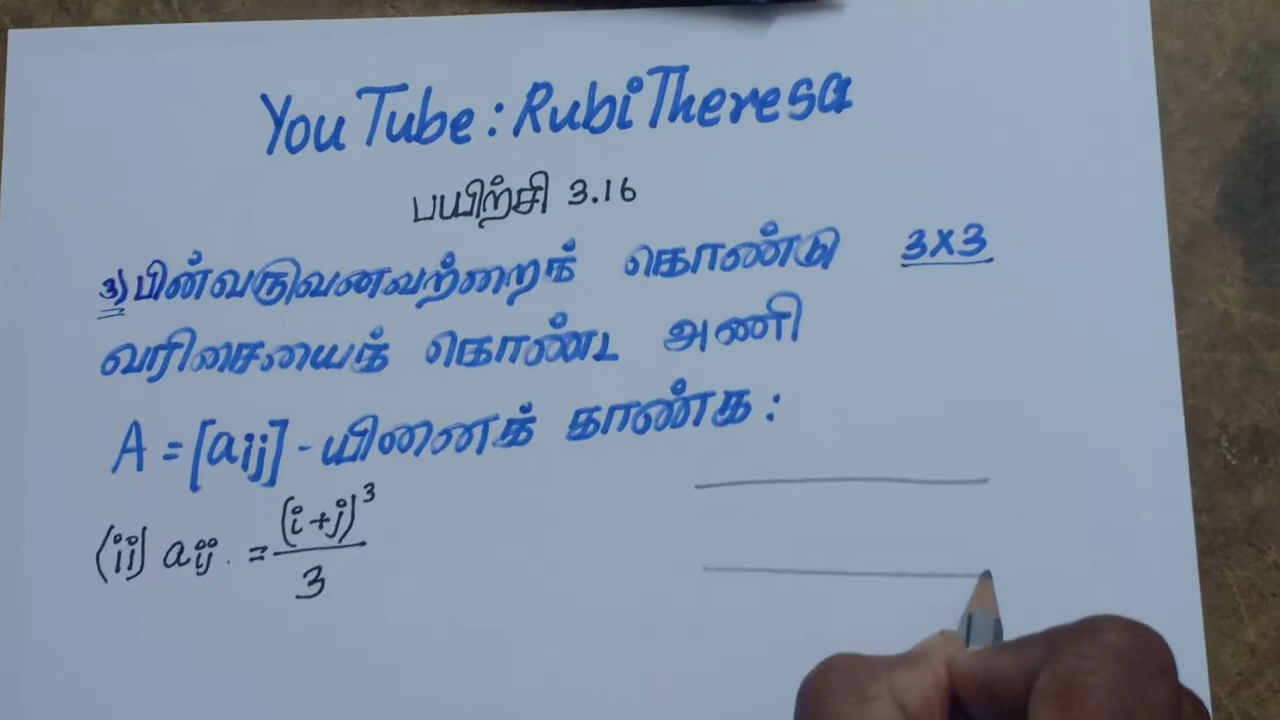 YouTube: RubiTheresa
பயிற்சி 3.16
3) பின்வருவனவற்றைக் கொண்டு 3X3
வரிசையைக் கொண்ட அணி
A = [aij] - யினைக் காண்க :
(ii) aij = (i+j)³/3